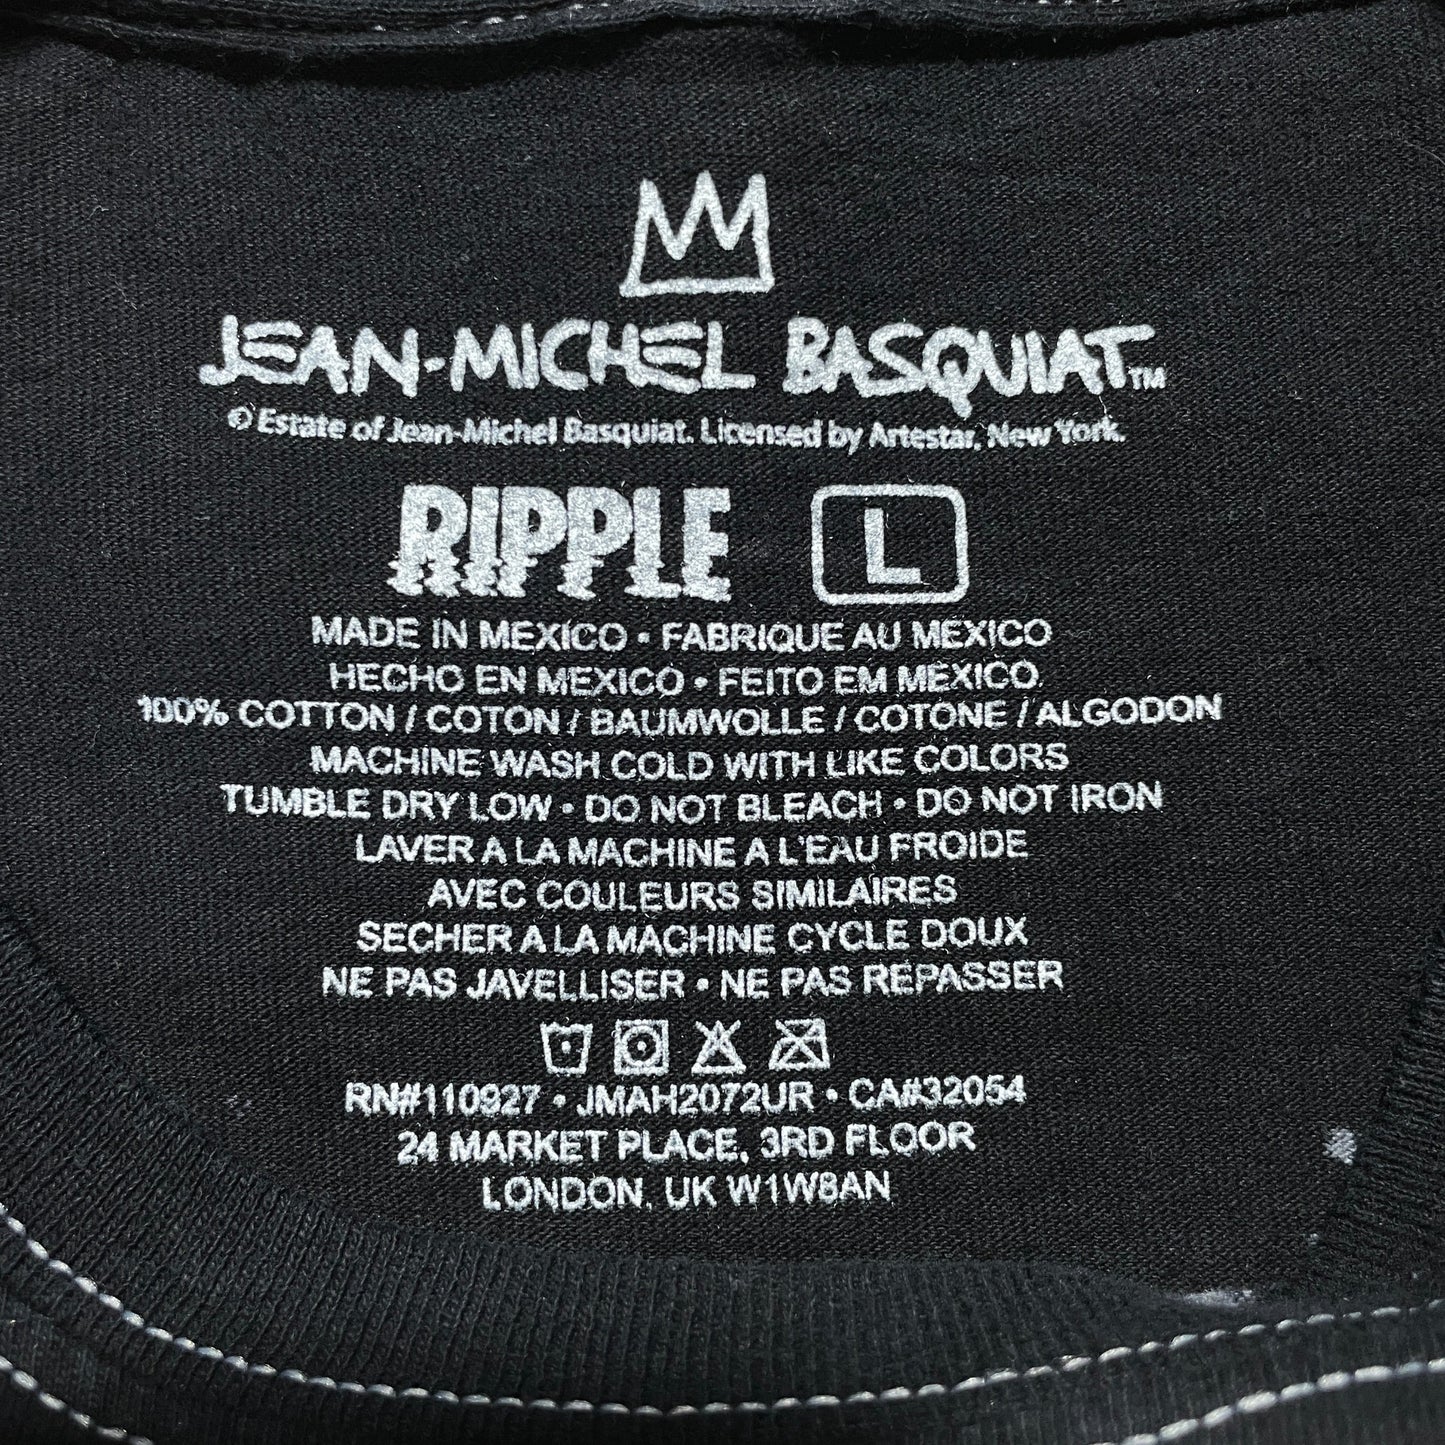 JEAN-MICHEL BASQUIAT™
© Estate of Jean-Michel Basquiat. Licensed by Artestar, New York.
RIPPLE L
MADE IN MEXICO • FABRIQUE AU MEXICO
HECHO EN MEXICO • FEITO EM MEXICO
100% COTTON / COTON / BAUMWOLLE / COTONE / ALGODON
MACHINE WASH COLD WITH LIKE COLORS
TUMBLE DRY LOW • DO NOT BLEACH • DO NOT IRON
LAVER A LA MACHINE A L'EAU FROIDE
AVEC COULEURS SIMILAIRES
SECHER A LA MACHINE CYCLE DOUX
NE PAS JAVELLISER • NE PAS REPASSER
RN#110927 • JMAH2072UR • CA#32054
24 MARKET PLACE, 3RD FLOOR
LONDON, UK W1W8AN